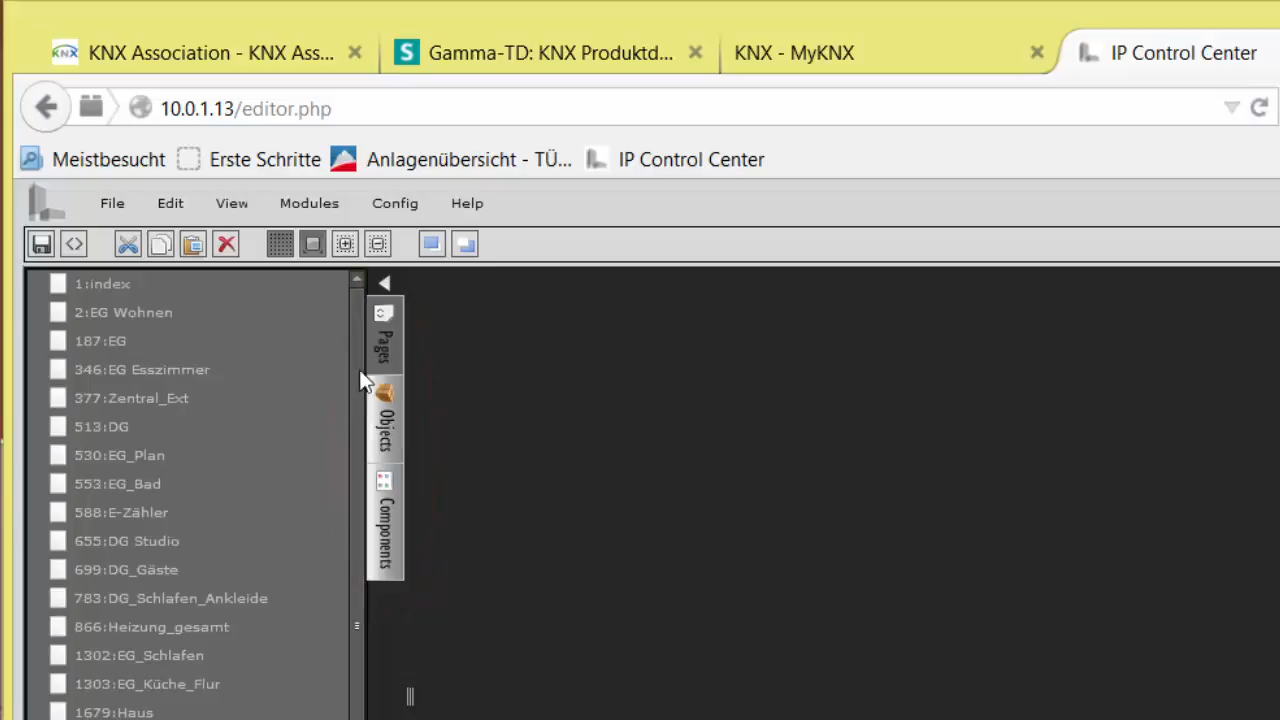 KNX KNX Association - KNX Ass... S Gamma-TD: KNX Produktd... KNX - MyKNX IP Control Center
10.0.1.13/editor.php
Meistbesucht Erste Schritte Anlagenübersicht - TÜ... IP Control Center
File Edit View Modules Config Help
1:index
2:EG Wohnen
187:EG
346:EG Esszimmer
377:Zentral_Ext
513:DG
530:EG_Plan
553:EG_Bad
588:E-Zähler
655:DG Studio
699:DG_Gäste
783:DG_Schlafen_Ankleide
866:Heizung_gesamt
1302:EG_Schlafen
1303:EG_Küche_Flur
1679:Haus
Pages
Objects
Components